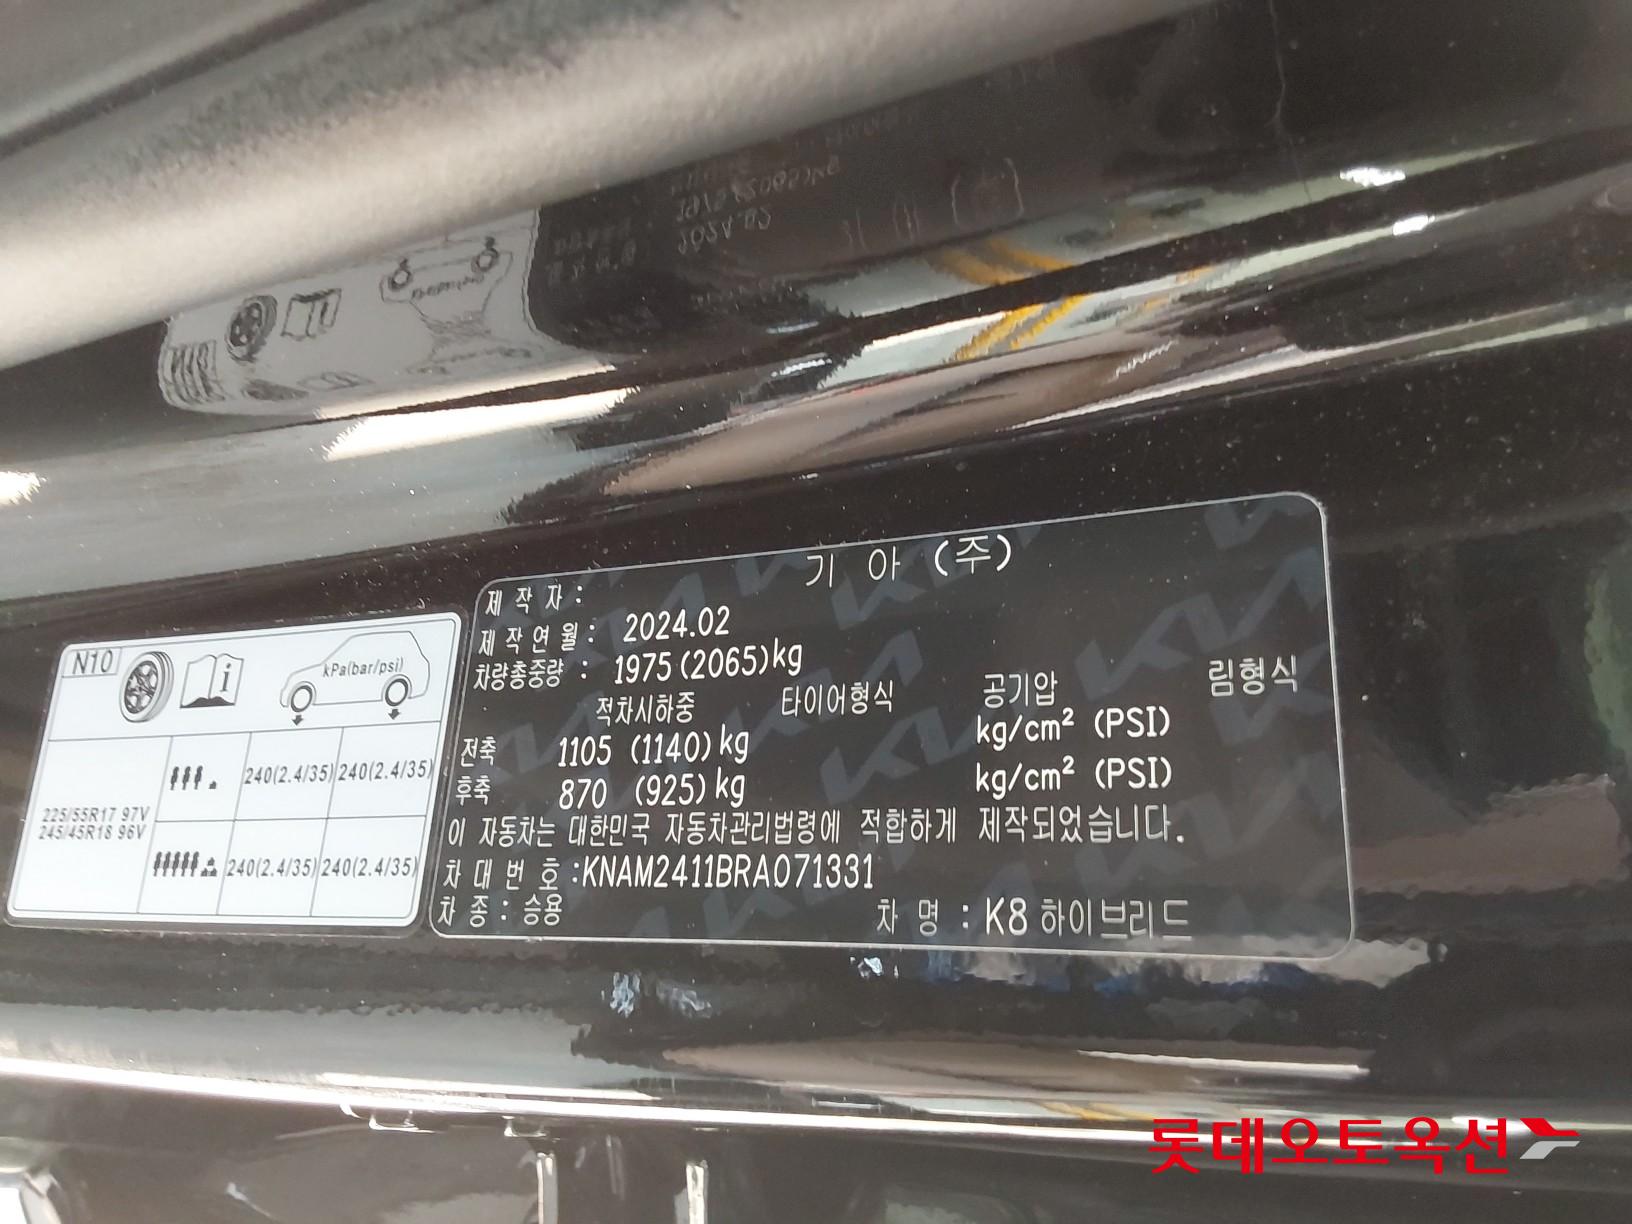 N10
kPa(bar/psi)
225/55R17 97V
245/45R18 96V
240(2.4/35) 240(2.4/35)
240(2.4/35) 240(2.4/35)
제 작 자 : 기 아 (주)
제 작 연 월 : 2024.02
차량총중량 : 1975 (2065)kg
적차시하중 타이어형식 공기압 림형식
전축 1105 (1140) kg kg/cm² (PSI)
후축 870 (925) kg kg/cm² (PSI)
이 자동차는 대한민국 자동차관리법령에 적합하게 제작되었습니다.
차 대 번 호 :KNAM2411BRA071331
차 종 : 승용 차 명 : K8 하이브리드
롯데오토옥션